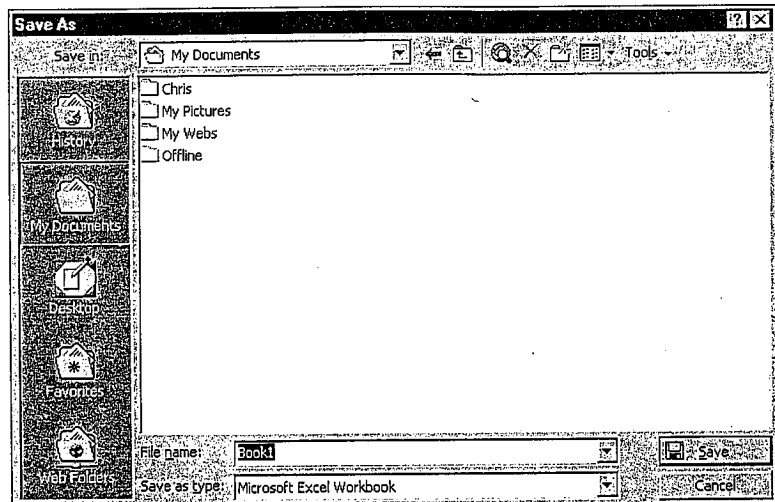 Save As
Save in:
My Documents
Tools
History
My Documents
Desktop
Favorites
Web Folders
Chris
My Pictures
My Webs
Offline
File name:
Book1
Save
Save as type:
Microsoft Excel Workbook
Cancel